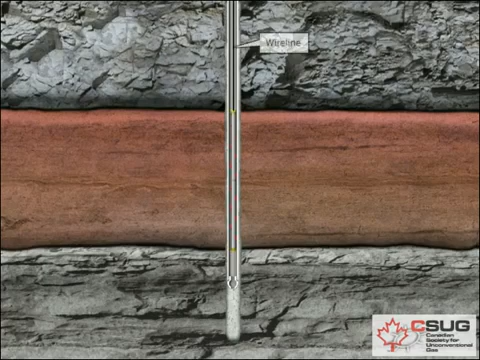 Wireline
CSUG
Canadian
Society for
Unconventional
Gas